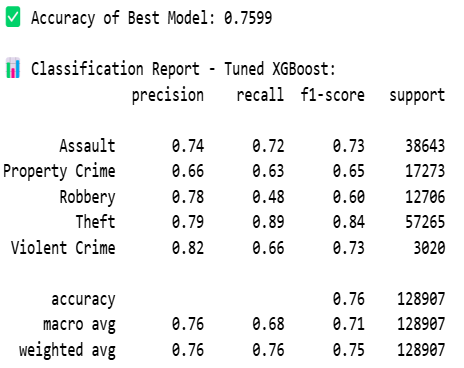 ✅ Accuracy of Best Model: 0.7599
📊 Classification Report - Tuned XGBoost:
precision recall f1-score support
Assault 0.74 0.72 0.73 38643
Property Crime 0.66 0.63 0.65 17273
Robbery 0.78 0.48 0.60 12706
Theft 0.79 0.89 0.84 57265
Violent Crime 0.82 0.66 0.73 3020
accuracy 0.76 128907
macro avg 0.76 0.68 0.71 128907
weighted avg 0.76 0.76 0.75 128907